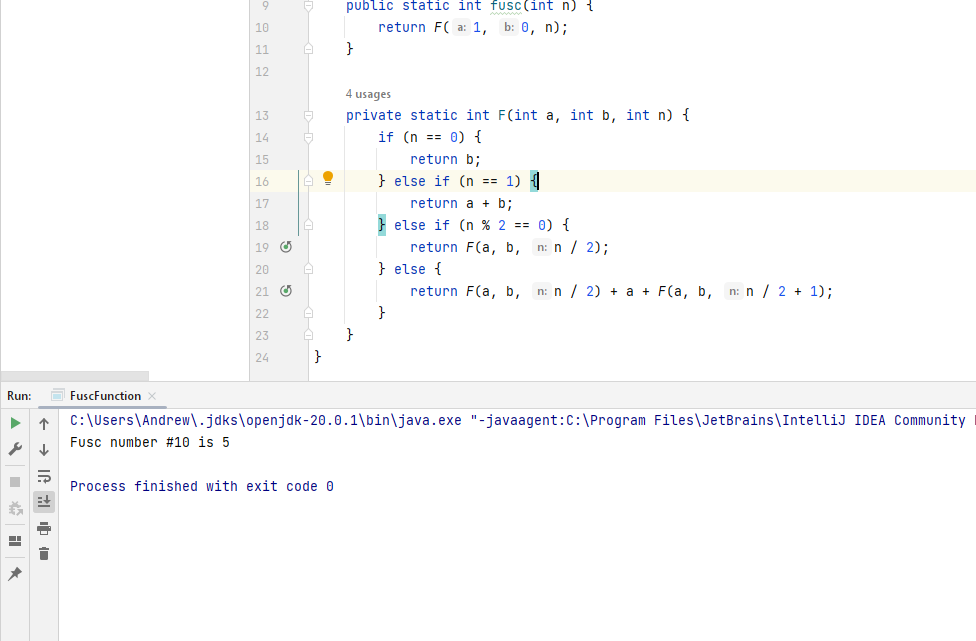 9 public static int fusc(int n) {
10 return F( a: 1, b: 0, n);
11 }
12
4 usages
13 private static int F(int a, int b, int n) {
14 if (n == 0) {
15 return b;
16 } else if (n == 1) {
17 return a + b;
18 } else if (n % 2 == 0) {
19 return F(a, b, n: n / 2);
20 } else {
21 return F(a, b, n: n / 2) + a + F(a, b, n: n / 2 + 1);
22 }
23 }
24 }
Run: FuscFunction
C:\Users\Andrew\.jdks\openjdk-20.0.1\bin\java.exe "-javaagent:C:\Program Files\JetBrains\IntelliJ IDEA Community
Fusc number #10 is 5
Process finished with exit code 0